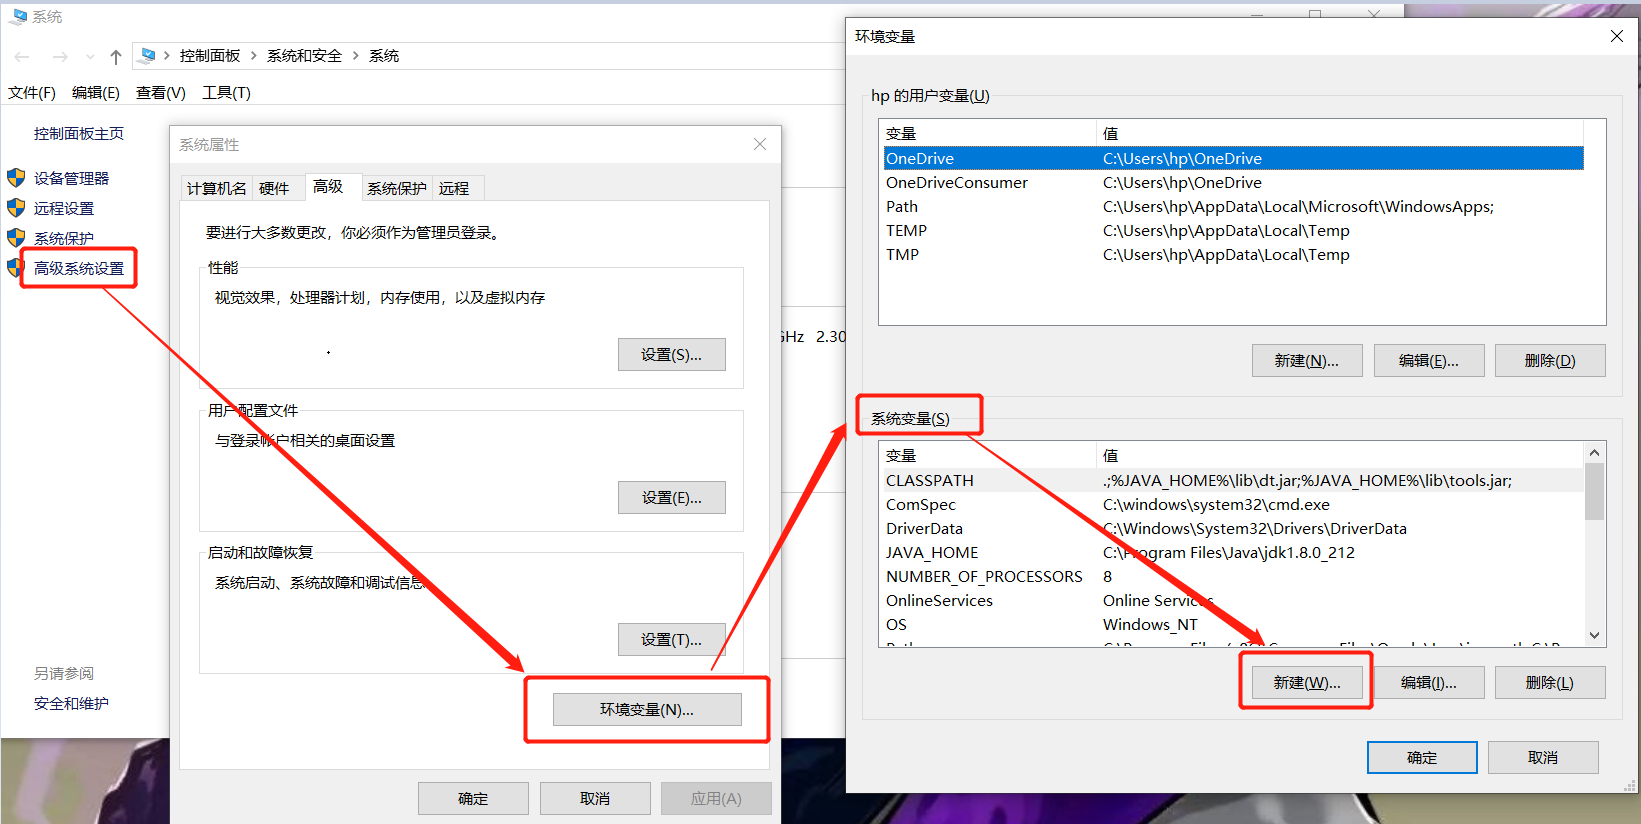 系统
控制面板 > 系统和安全 > 系统
文件(F) 编辑(E) 查看(V) 工具(T)
控制面板主页
设备管理器
远程设置
系统保护
高级系统设置
另请参阅
安全和维护
GHz 2.30
系统属性
计算机名 硬件 高级 系统保护 远程
要进行大多数更改，你必须作为管理员登录。
性能
视觉效果，处理器计划，内存使用，以及虚拟内存
设置(S)...
用户配置文件
与登录帐户相关的桌面设置
设置(E)...
启动和故障恢复
系统启动、系统故障和调试信息
设置(T)...
环境变量(N)...
确定 取消 应用(A)
环境变量
hp 的用户变量(U)
变量 值
OneDrive C:\Users\hp\OneDrive
OneDriveConsumer C:\Users\hp\OneDrive
Path C:\Users\hp\AppData\Local\Microsoft\WindowsApps;
TEMP C:\Users\hp\AppData\Local\Temp
TMP C:\Users\hp\AppData\Local\Temp
新建(N)... 编辑(E)... 删除(D)
系统变量(S)
变量 值
CLASSPATH .;%JAVA_HOME%\lib\dt.jar;%JAVA_HOME%\lib\tools.jar;
ComSpec C:\windows\system32\cmd.exe
DriverData C:\Windows\System32\Drivers\DriverData
JAVA_HOME C:\Program Files\Java\jdk1.8.0_212
NUMBER_OF_PROCESSORS 8
OnlineServices Online Services
OS Windows_NT
新建(W)... 编辑(I)... 删除(L)
确定 取消